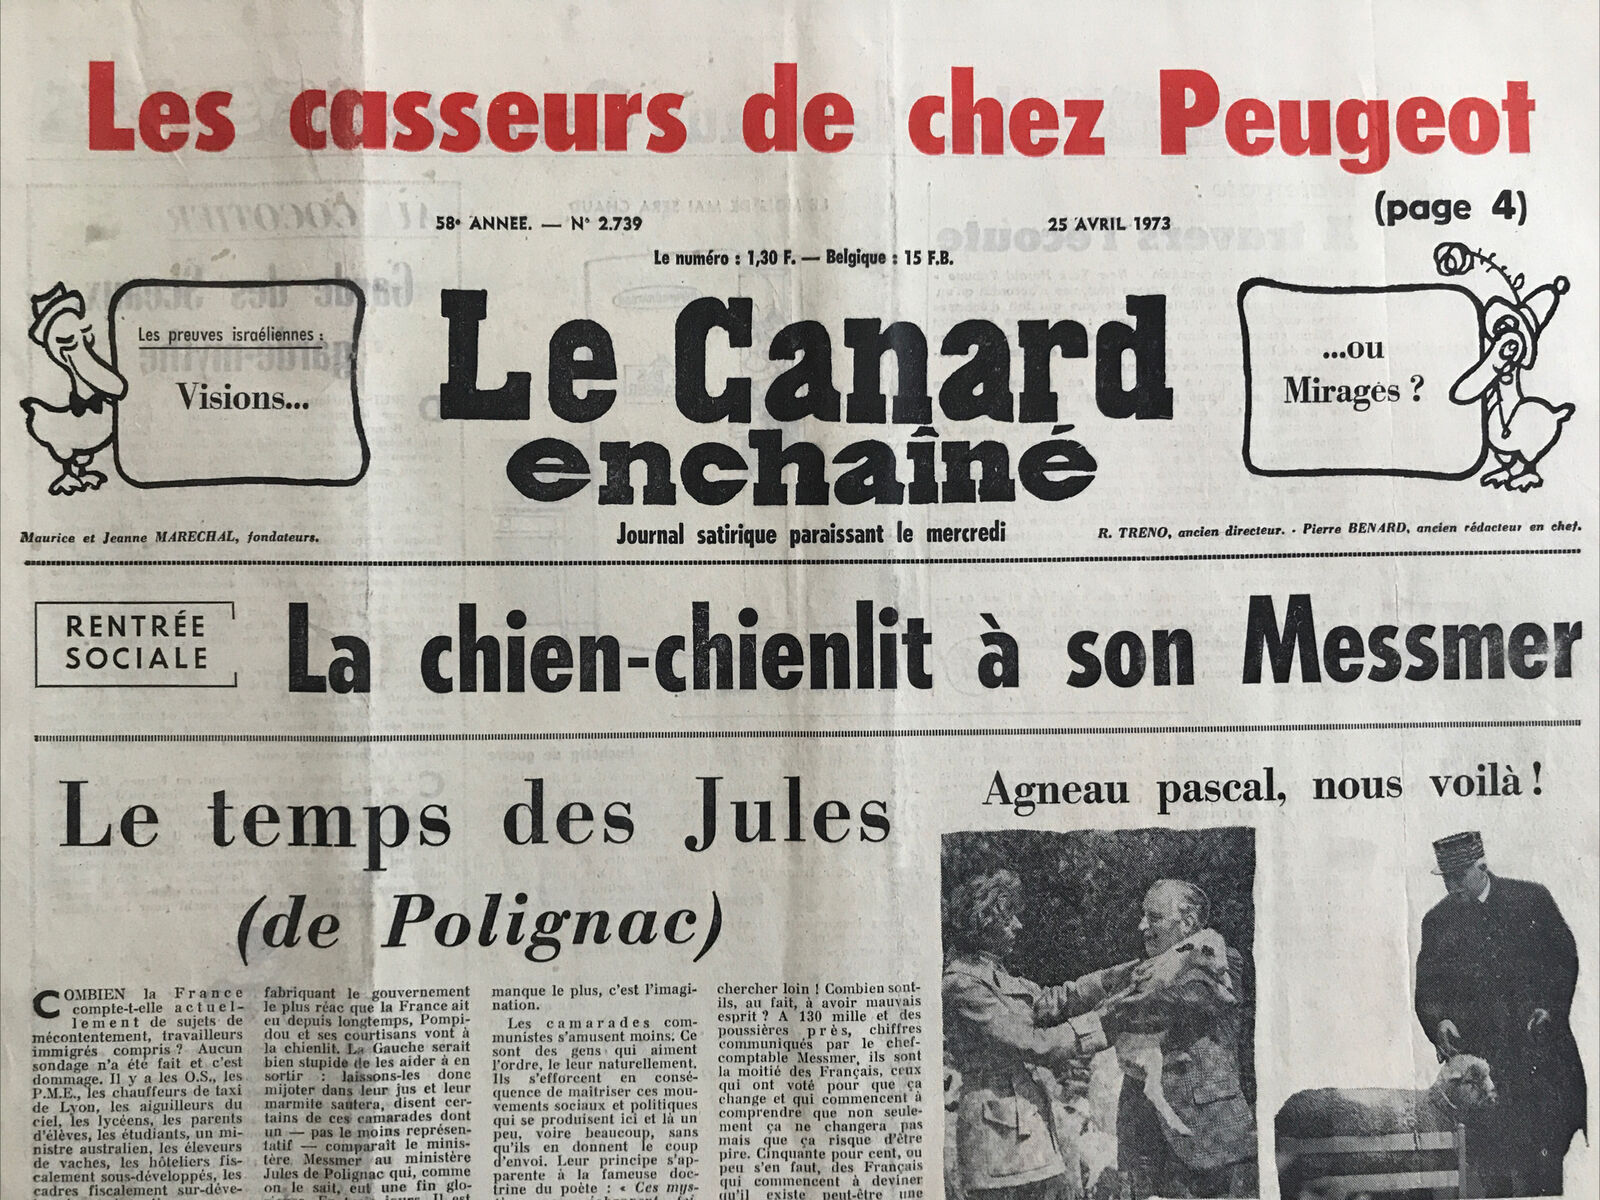 Les casseurs de chez Peugeot
(page 4)
58e ANNEE. — N° 2.739
25 AVRIL 1973
Le numéro : 1,30 F. — Belgique : 15 F.B.
Les preuves israéliennes :
Visions...
Le Canard
enchaîné
...ou
Mirages ?
Maurice et Jeanne MARECHAL, fondateurs.
Journal satirique paraissant le mercredi
R. TRENO, ancien directeur. - Pierre BENARD, ancien rédacteur en chef.
RENTRÉE
SOCIALE
La chien-chienlit à son Messmer
Le temps des Jules
(de Polignac)
Agneau pascal, nous voilà !
COMBIEN la France
compte-t-elle actuel-
lement de sujets de
mécontentement, travailleurs
immigrés compris ? Aucun
sondage n'a été fait et c'est
dommage. Il y a les O.S., les
P.M.E., les chauffeurs de taxi
de Lyon, les aiguilleurs du
ciel, les lycéens, les parents
d'élèves, les étudiants, un mi-
nistre australien, les éleveurs
de vaches, les hôteliers fis-
calement sous-développés, les
cadres fiscalement sur-déve-
fabriquant le gouvernement
le plus réac que la France ait
eu depuis longtemps, Pompi-
dou et ses courtisans vont à
la chienlit. La Gauche serait
bien stupide de les aider à en
sortir : laissons-les donc
mijoter dans leur jus et leur
marmite sautera, disent cer-
tains de ces camarades dont
un — pas le moins représen-
tatif — comparaît le minis-
tère Messmer au ministère
Jules de Polignac qui, comme
on le sait, eut une fin glo-
manque le plus, c'est l'imagi-
nation.
Les camarades com-
munistes s'amusent moins. Ce
sont des gens qui aiment
l'ordre, le leur naturellement.
Ils s'efforcent en consé-
quence de maîtriser ces mou-
vements sociaux et politiques
qui se produisent ici et là un
peu, voire beaucoup, sans
qu'ils en donnent le coup
d'envoi. Leur principe s'ap-
parente à la fameuse doc-
trine du poète : « Ces mys-
chercher loin ! Combien sont-
ils, au fait, à avoir mauvais
esprit ? A 130 mille et des
poussières près, chiffres
communiqués par le chef-
comptable Messmer, ils sont
la moitié des Français, ceux
qui ont voté pour que ça
change et qui commencent à
comprendre que non seule-
ment ça ne changera pas
mais que ça risque d'être
pire. Cinquante pour cent, ou
peu s'en faut, des Français
qui commencent à deviner
qu'il existe peut-être une